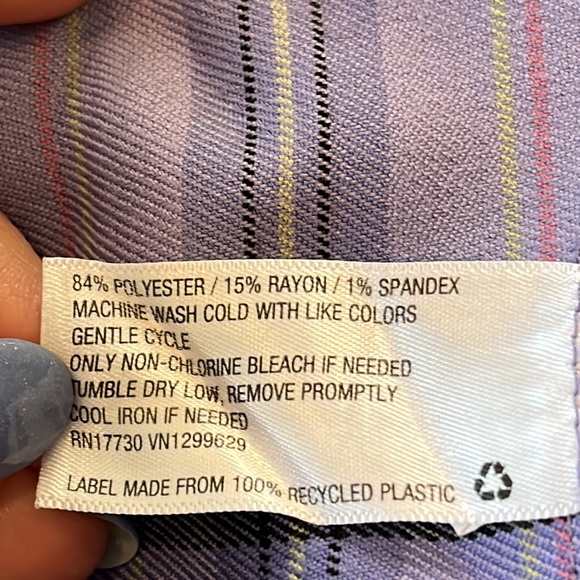 84% POLYESTER / 15% RAYON / 1% SPANDEX
MACHINE WASH COLD WITH LIKE COLORS
GENTLE CYCLE
ONLY NON-CHLORINE BLEACH IF NEEDED
TUMBLE DRY LOW, REMOVE PROMPTLY
COOL IRON IF NEEDED
RN17730 VN1299629
LABEL MADE FROM 100% RECYCLED PLASTIC